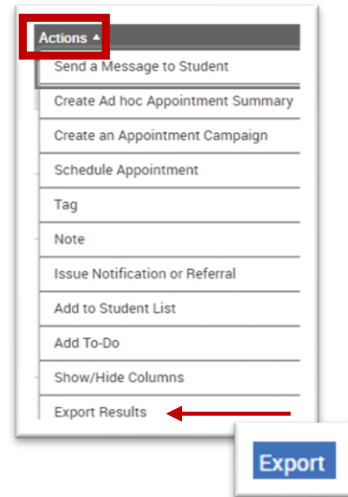 Actions ▲
Send a Message to Student
Create Ad hoc Appointment Summary
Create an Appointment Campaign
Schedule Appointment
Tag
Note
Issue Notification or Referral
Add to Student List
Add To-Do
Show/Hide Columns
Export Results
Export